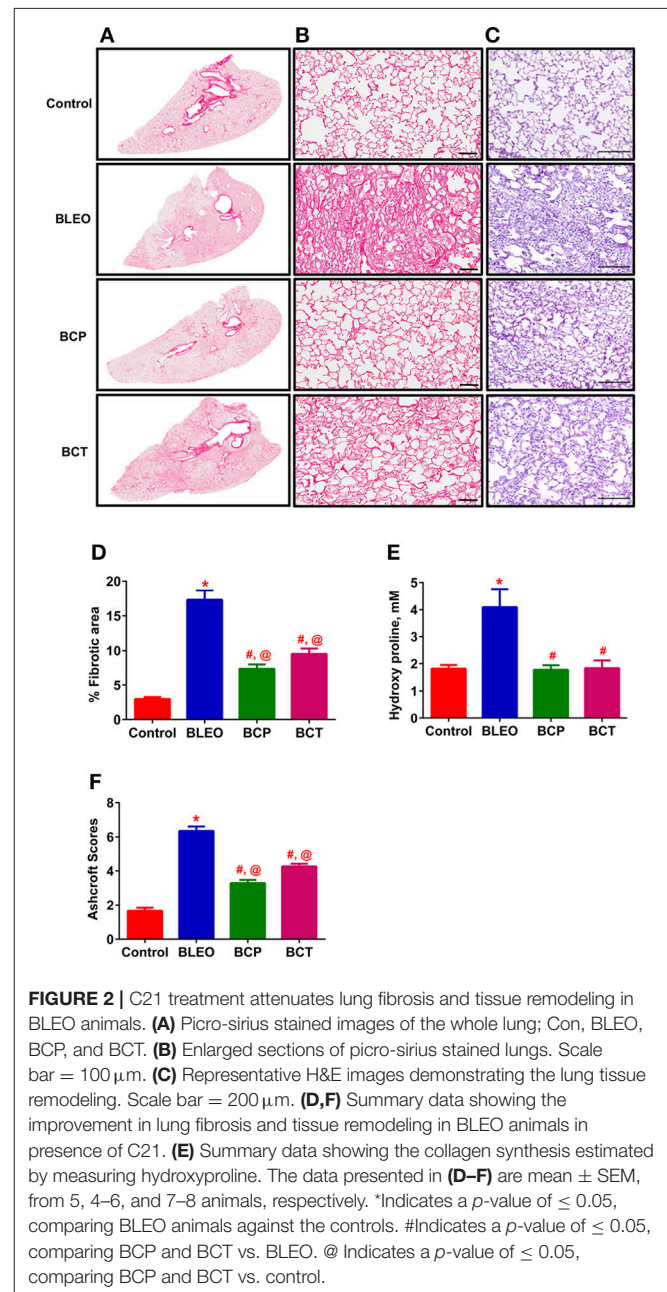 A
B
C
Control
BLEO
BCP
BCT
D
% Fibrotic area
20
15
10
5
0
*
#, @
#, @
Control BLEO BCP BCT
E
Hydroxy proline, mM
5
4
3
2
1
0
*
#
#
Control BLEO BCP BCT
F
Ashcroft Scores
8
6
4
2
0
*
#, @
#, @
Control BLEO BCP BCT
FIGURE 2 | C21 treatment attenuates lung fibrosis and tissue remodeling in
BLEO animals. (A) Picro-sirius stained images of the whole lung; Con, BLEO,
BCP, and BCT. (B) Enlarged sections of picro-sirius stained lungs. Scale
bar = 100 μm. (C) Representative H&E images demonstrating the lung tissue
remodeling. Scale bar = 200 μm. (D,F) Summary data showing the
improvement in lung fibrosis and tissue remodeling in BLEO animals in
presence of C21. (E) Summary data showing the collagen synthesis estimated
by measuring hydroxyproline. The data presented in (D–F) are mean ± SEM,
from 5, 4–6, and 7–8 animals, respectively. *Indicates a p-value of ≤ 0.05,
comparing BLEO animals against the controls. #Indicates a p-value of ≤ 0.05,
comparing BCP and BCT vs. BLEO. @ Indicates a p-value of ≤ 0.05,
comparing BCP and BCT vs. control.